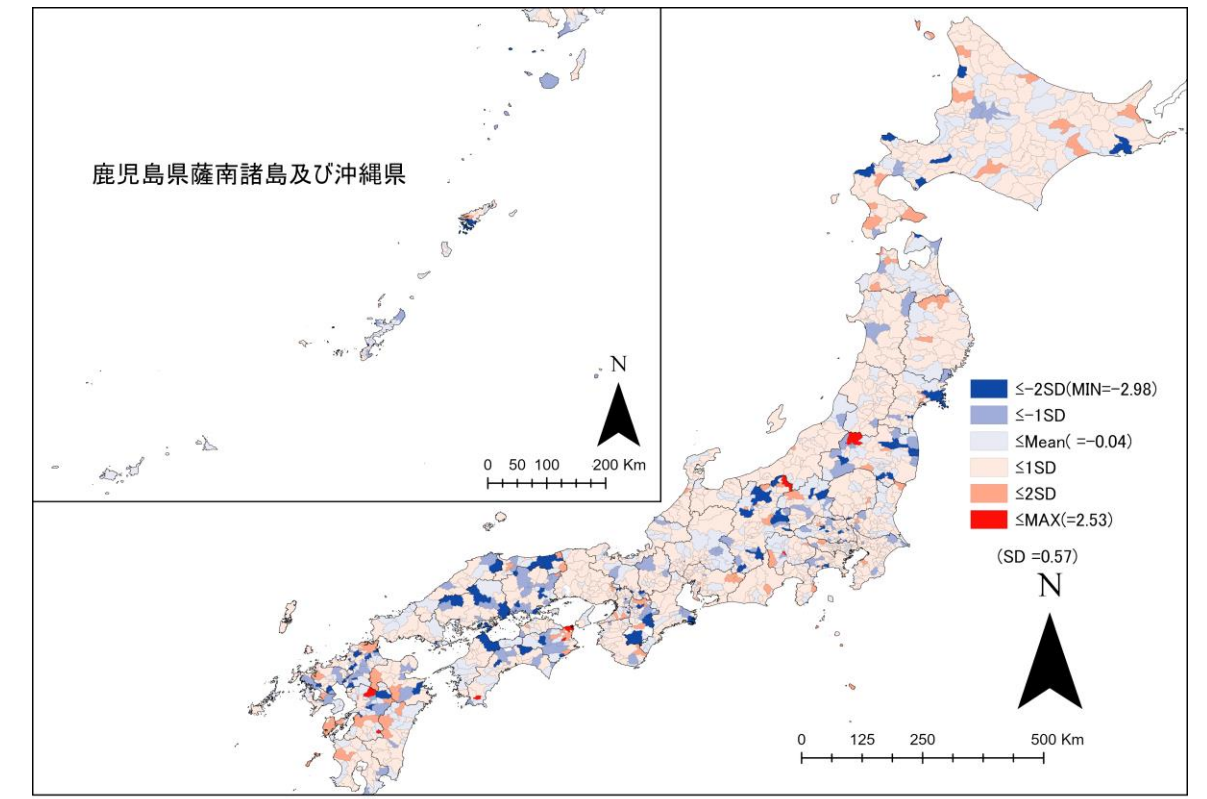 鹿児島県薩南諸島及び沖縄県
N
0 50 100 200 Km
≤-2SD(MIN=-2.98)
≤-1SD
≤Mean( =-0.04)
≤1SD
≤2SD
≤MAX(=2.53)
(SD =0.57)
N
0 125 250 500 Km